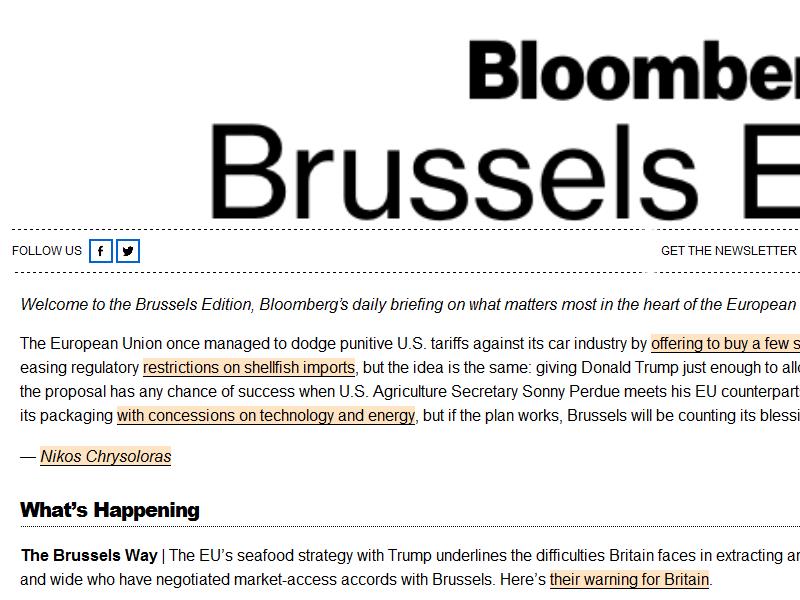 Bloomber
Brussels E
FOLLOW US
GET THE NEWSLETTER
Welcome to the Brussels Edition, Bloomberg's daily briefing on what matters most in the heart of the European
The European Union once managed to dodge punitive U.S. tariffs against its car industry by offering to buy a few s
easing regulatory restrictions on shellfish imports, but the idea is the same: giving Donald Trump just enough to
the proposal has any chance of success when U.S. Agriculture Secretary Sonny Perdue meets his EU counterpart
its packaging with concessions on technology and energy, but if the plan works, Brussels will be counting its
— Nikos Chrysoloras
What's Happening
The Brussels Way | The EU's seafood strategy with Trump underlines the difficulties Britain faces in extracting
and wide who have negotiated market-access accords with Brussels. Here's their warning for Britain.